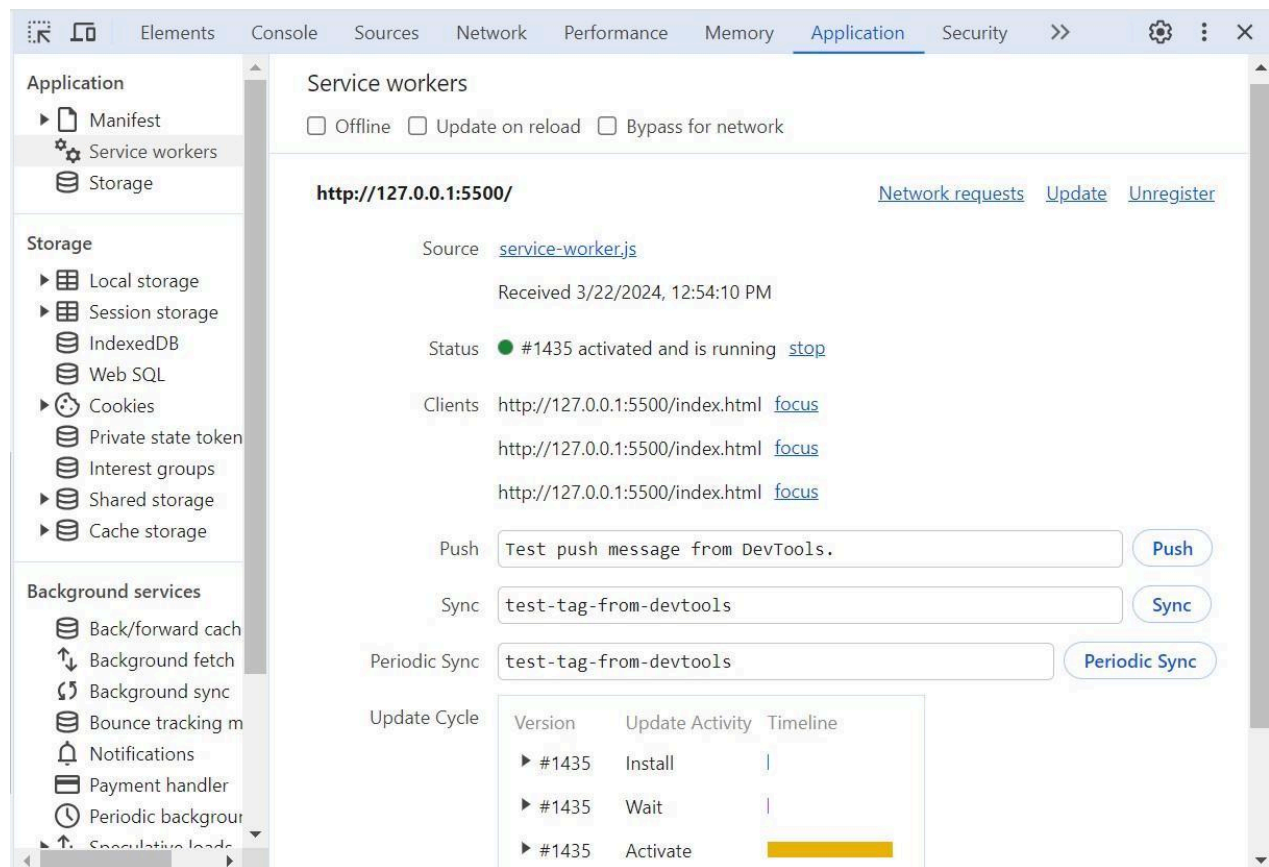 Elements Console Sources Network Performance Memory Application Security
Application
Manifest
Service workers
Storage
Storage
Local storage
Session storage
IndexedDB
Web SQL
Cookies
Private state token
Interest groups
Shared storage
Cache storage
Background services
Back/forward cach
Background fetch
Background sync
Bounce tracking m
Notifications
Payment handler
Periodic backgrour
Speculative loads
Service workers
Offline Update on reload Bypass for network
http://127.0.0.1:5500/ Network requests Update Unregister
Source service-worker.js
Received 3/22/2024, 12:54:10 PM
Status #1435 activated and is running stop
Clients http://127.0.0.1:5500/index.html focus
http://127.0.0.1:5500/index.html focus
http://127.0.0.1:5500/index.html focus
Push Test push message from DevTools. Push
Sync test-tag-from-devtools Sync
Periodic Sync test-tag-from-devtools Periodic Sync
Update Cycle Version Update Activity Timeline
#1435 Install
#1435 Wait
#1435 Activate